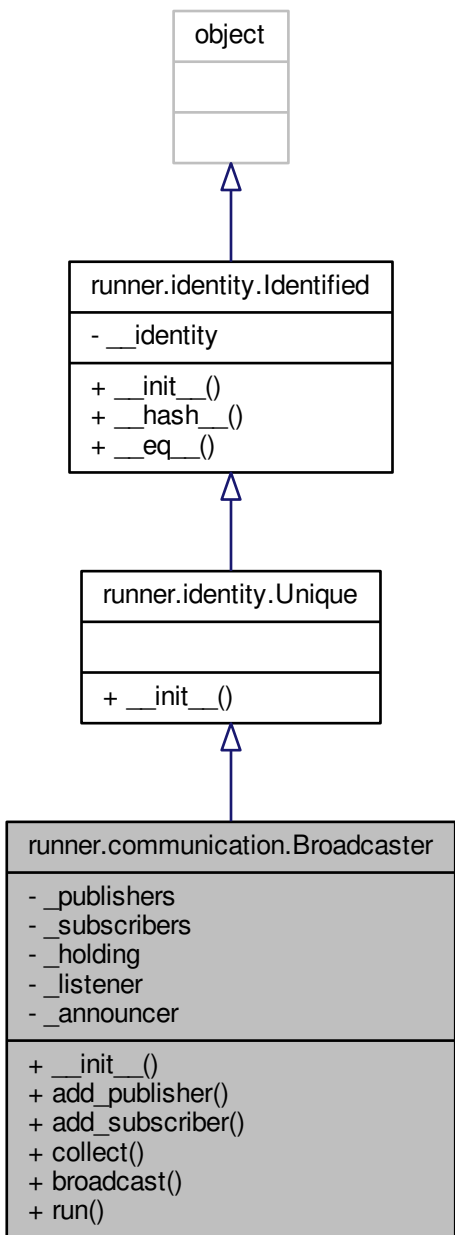 object
runner.identity.Identified
- __identity
+ __init__()
+ __hash__()
+ __eq__()
runner.identity.Unique
+ __init__()
runner.communication.Broadcaster
- _publishers
- _subscribers
- _holding
- _listener
- _announcer
+ __init__()
+ add_publisher()
+ add_subscriber()
+ collect()
+ broadcast()
+ run()